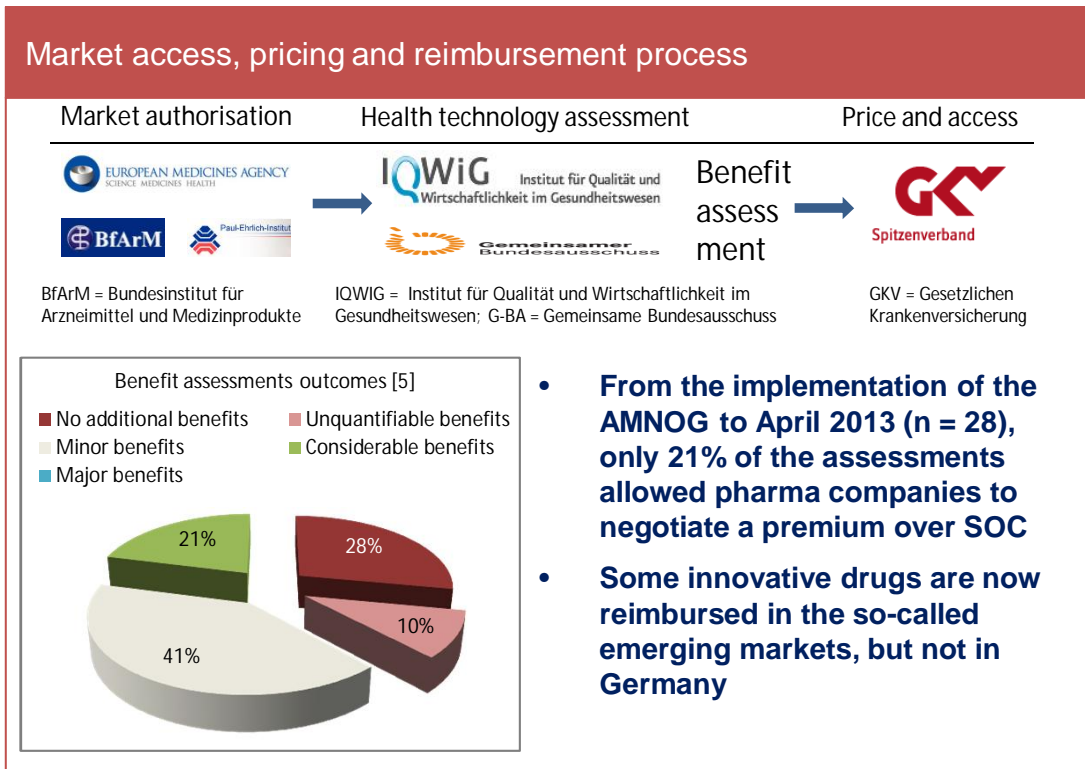 Market access, pricing and reimbursement process
Market authorisation
Health technology assessment
Price and access
EUROPEAN MEDICINES AGENCY
SCIENCE MEDICINES HEALTH
BfArM
Paul-Ehrlich-Institut
IQWiG
Institut für Qualität und
Wirtschaftlichkeit im Gesundheitswesen
Gemeinsamer
Bundesausschuss
Benefit
assess
ment
GKV
Spitzenverband
BfArM = Bundesinstitut für
Arzneimittel und Medizinprodukte
IQWIG = Institut für Qualität und Wirtschaftlichkeit im
Gesundheitswesen; G-BA = Gemeinsame Bundesausschuss
GKV = Gesetzlichen
Krankenversicherung
Benefit assessments outcomes [5]
No additional benefits
Unquantifiable benefits
Minor benefits
Considerable benefits
Major benefits
21%
28%
10%
41%
• From the implementation of the
AMNOG to April 2013 (n = 28),
only 21% of the assessments
allowed pharma companies to
negotiate a premium over SOC
• Some innovative drugs are now
reimbursed in the so-called
emerging markets, but not in
Germany